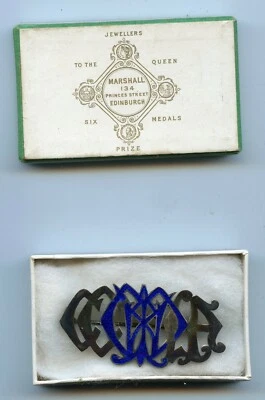 JEWELLERS
TO THE QUEEN
MARSHALL
134
PRINCES STREET
EDINBURGH
SIX MEDALS
PRIZE